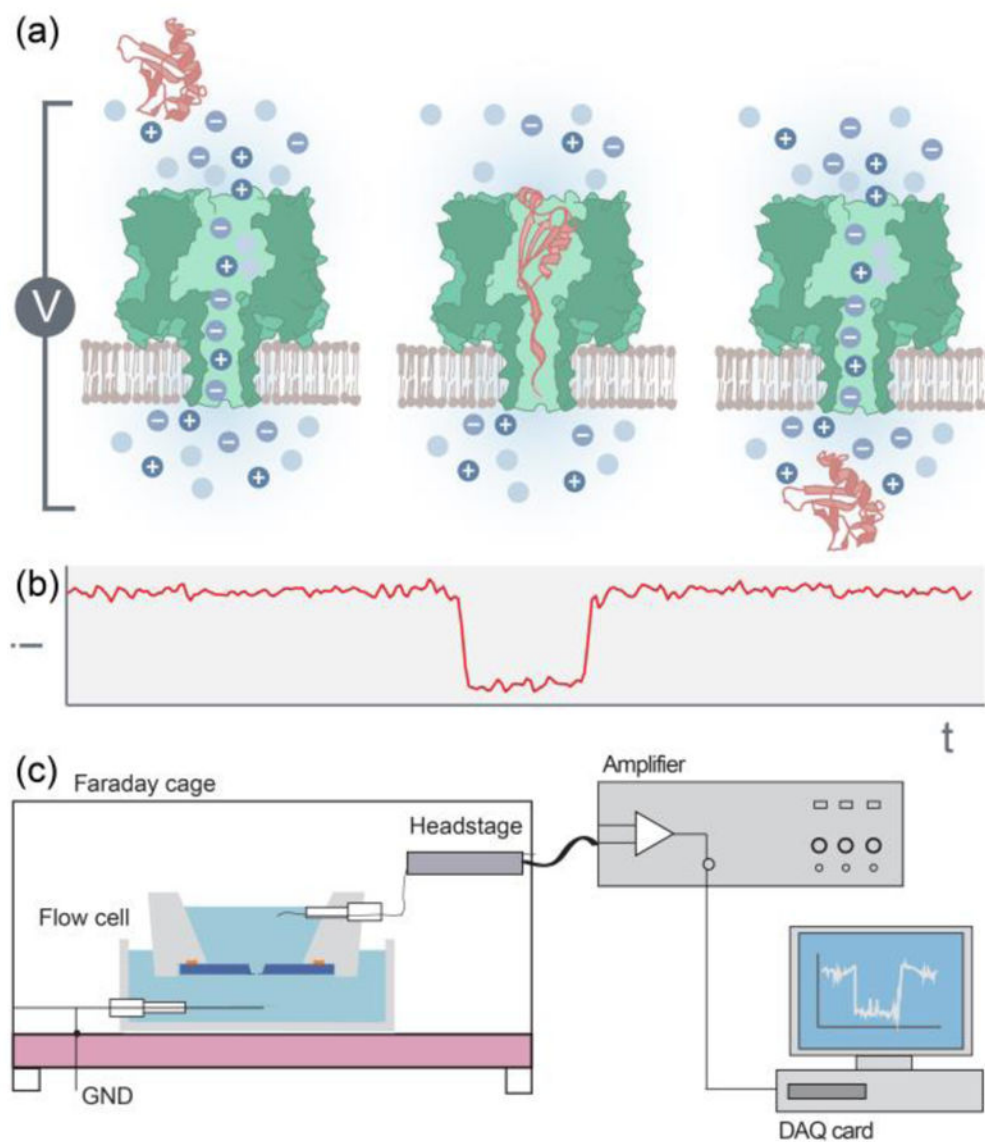 (a)
V
(b)
i
t
(c)
Faraday cage
Amplifier
Headstage
Flow cell
GND
DAQ card